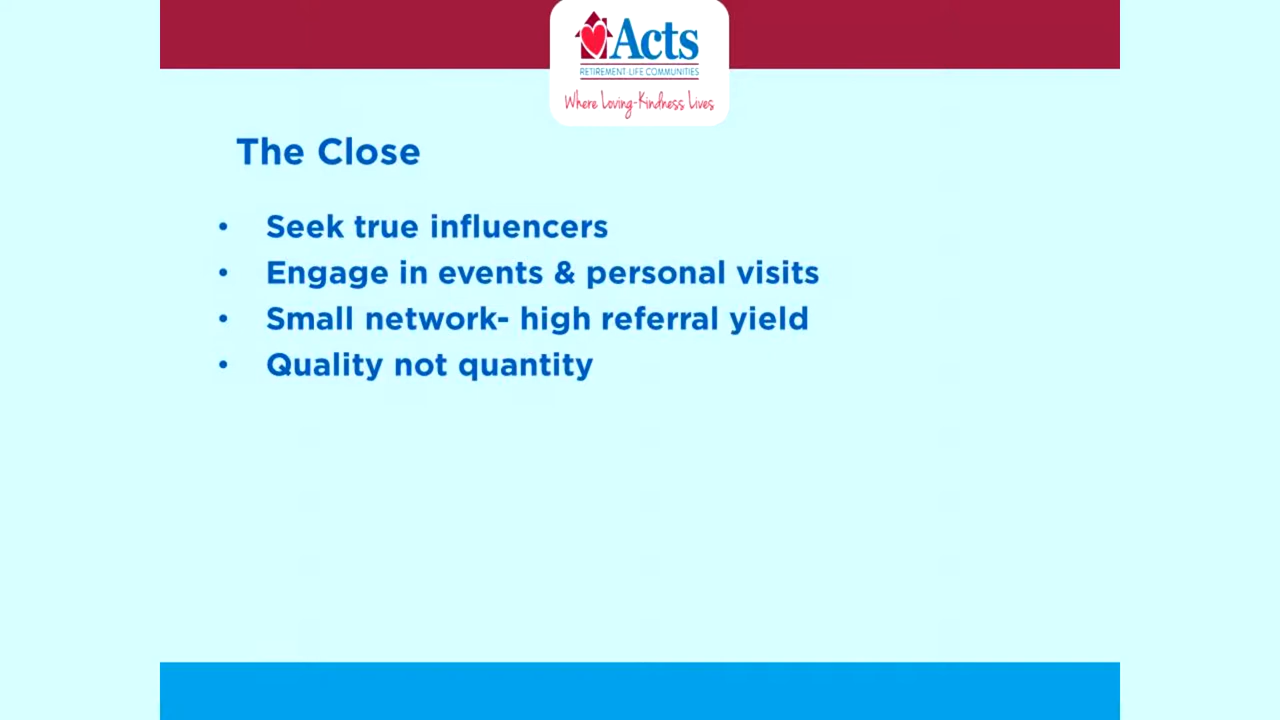 Acts
RETIREMENT-LIFE COMMUNITIES
Where Loving-Kindness Lives
The Close
• Seek true influencers
• Engage in events & personal visits
• Small network- high referral yield
• Quality not quantity